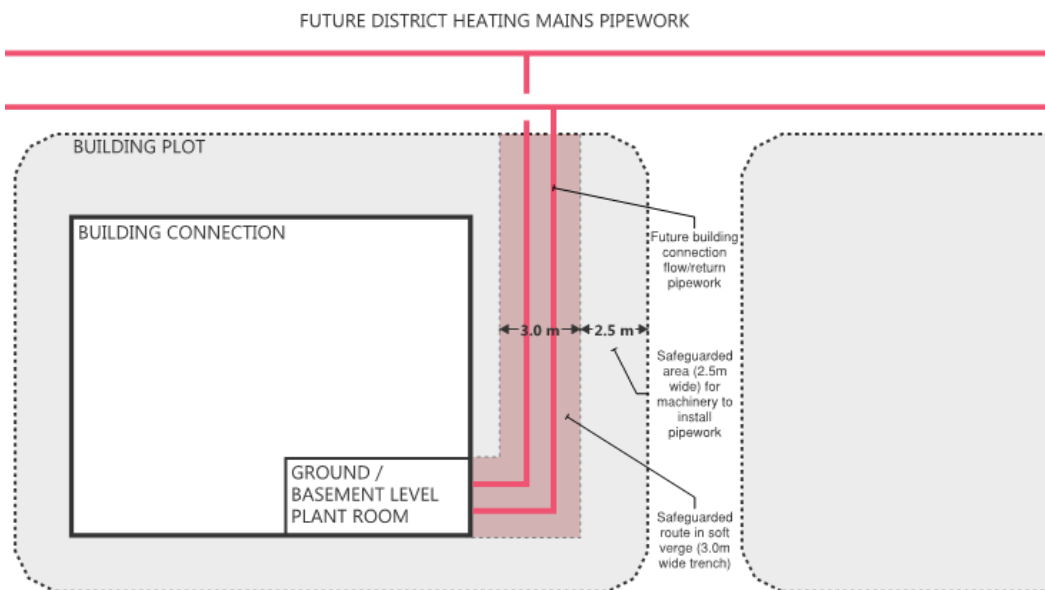 FUTURE DISTRICT HEATING MAINS PIPEWORK
BUILDING PLOT
BUILDING CONNECTION
Future building
connection
flow/return
pipework
3.0 m
2.5 m
Safeguarded
area (2.5m
wide) for
machinery to
install
pipework
GROUND /
BASEMENT LEVEL
PLANT ROOM
Safeguarded
route in soft
verge (3.0m
wide trench)